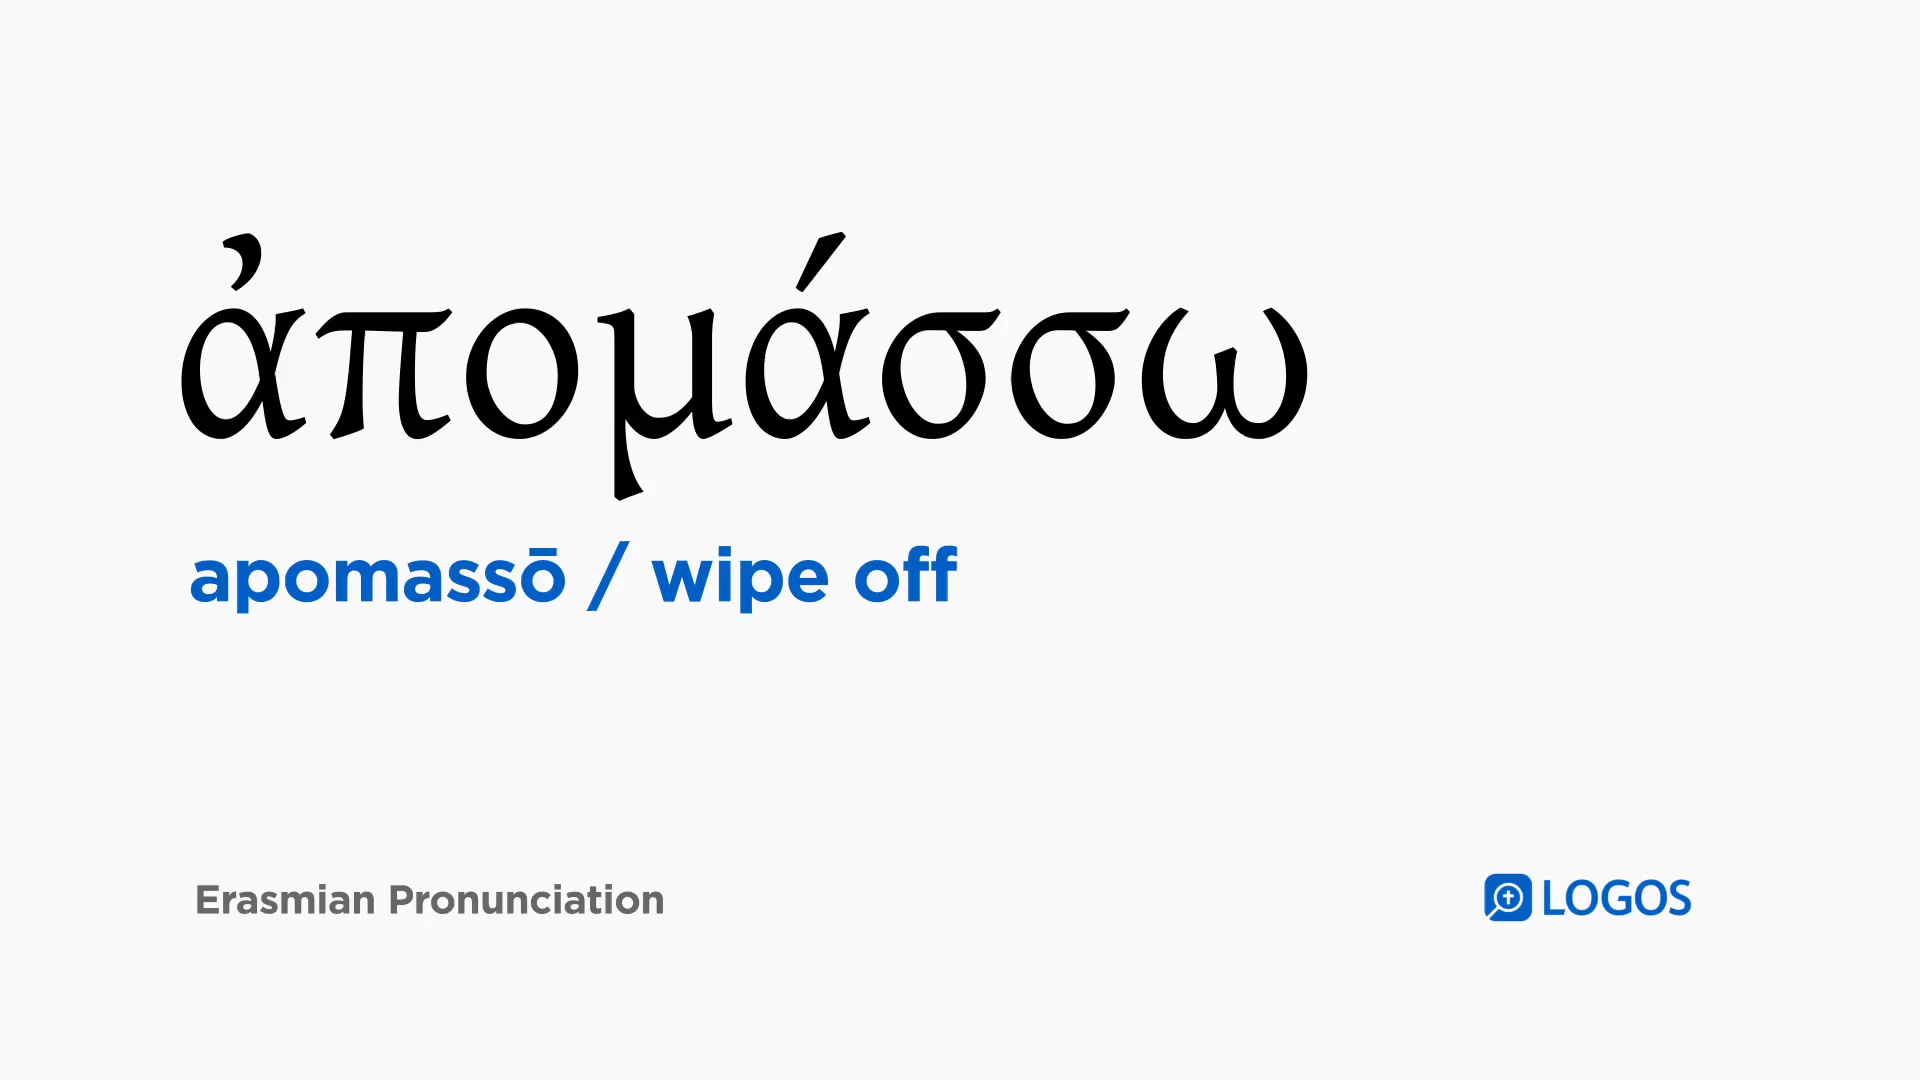 ἀπομάσσω
apomassō / wipe off
Erasmian Pronunciation
LOGOS